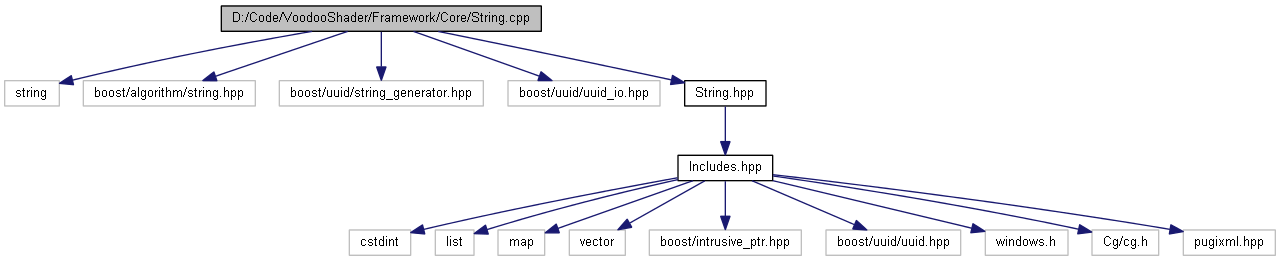 D:/Code/VoodooShader/Framework/Core/String.cpp
string
boost/algorithm/string.hpp
boost/uuid/string_generator.hpp
boost/uuid/uuid_io.hpp
String.hpp
Includes.hpp
cstdint
list
map
vector
boost/intrusive_ptr.hpp
boost/uuid/uuid.hpp
windows.h
Cg/cg.h
pugixml.hpp